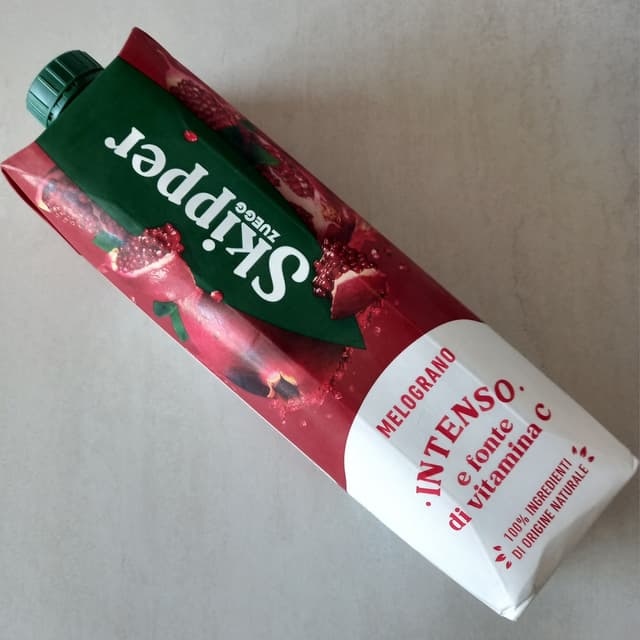 Skipper
ZUEGG
MELOGRANO
· INTENSO ·
e fonte
di vitamina C
100% INGREDIENTI
DI ORIGINE NATURALE